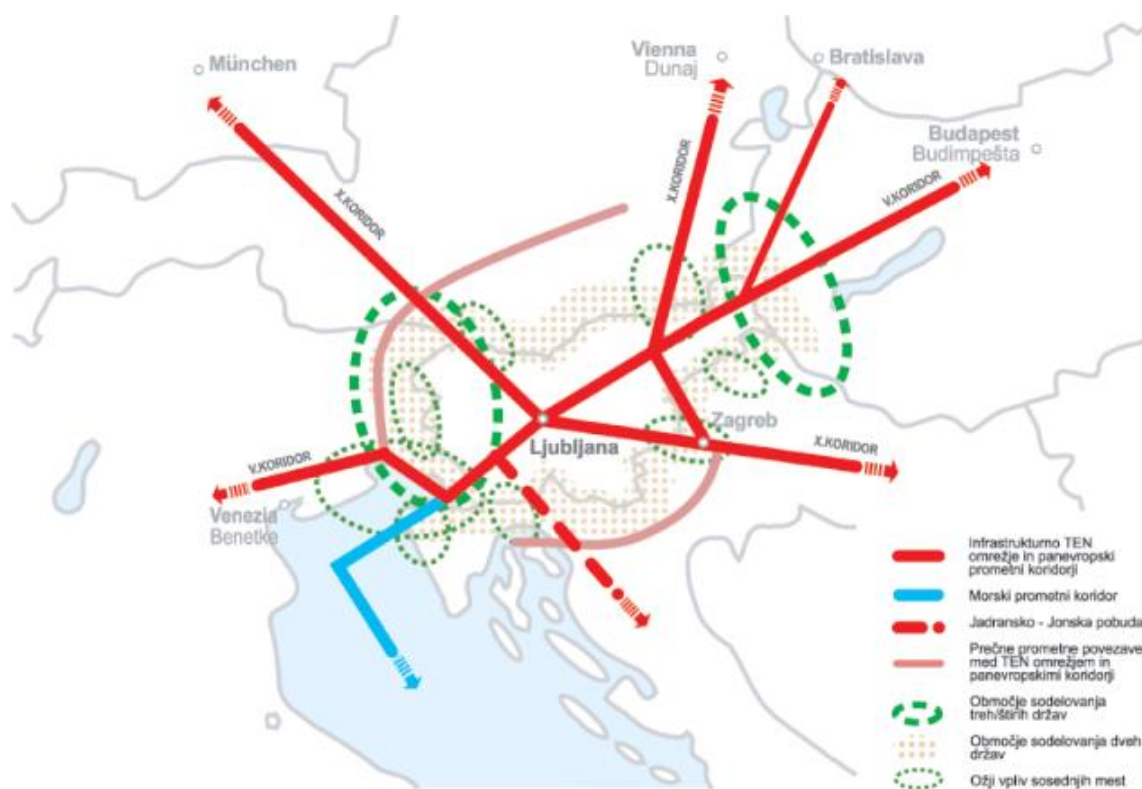 München
Vienna
Dunaj
Bratislava
Budapest
Budimpešta
X.KORIDOR
X.KORIDOR
V.KORIDOR
Zagreb
Ljubljana
X.KORIDOR
V.KORIDOR
Venezia
Benetke
Infrastrukturno TEN
omrežje in panevropski
prometni koridorji
Morski prometni koridor
Jadransko - Jonska pobuda
Prečne prometne povezave
med TEN omrežjem in
panevropskimi koridorji
Območje sodelovanja
treh/štirih držav
Območje sodelovanja dveh
držav
Ožji vpliv sosednjih mest